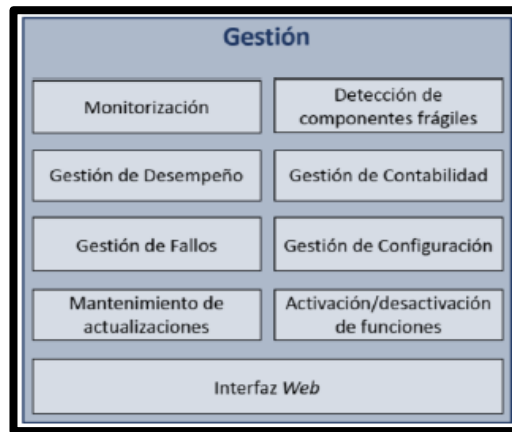 Gestión
Monitorización
Detección de
componentes frágiles
Gestión de Desempeño
Gestión de Contabilidad
Gestión de Fallos
Gestión de Configuración
Mantenimiento de
actualizaciones
Activación/desactivación
de funciones
Interfaz Web